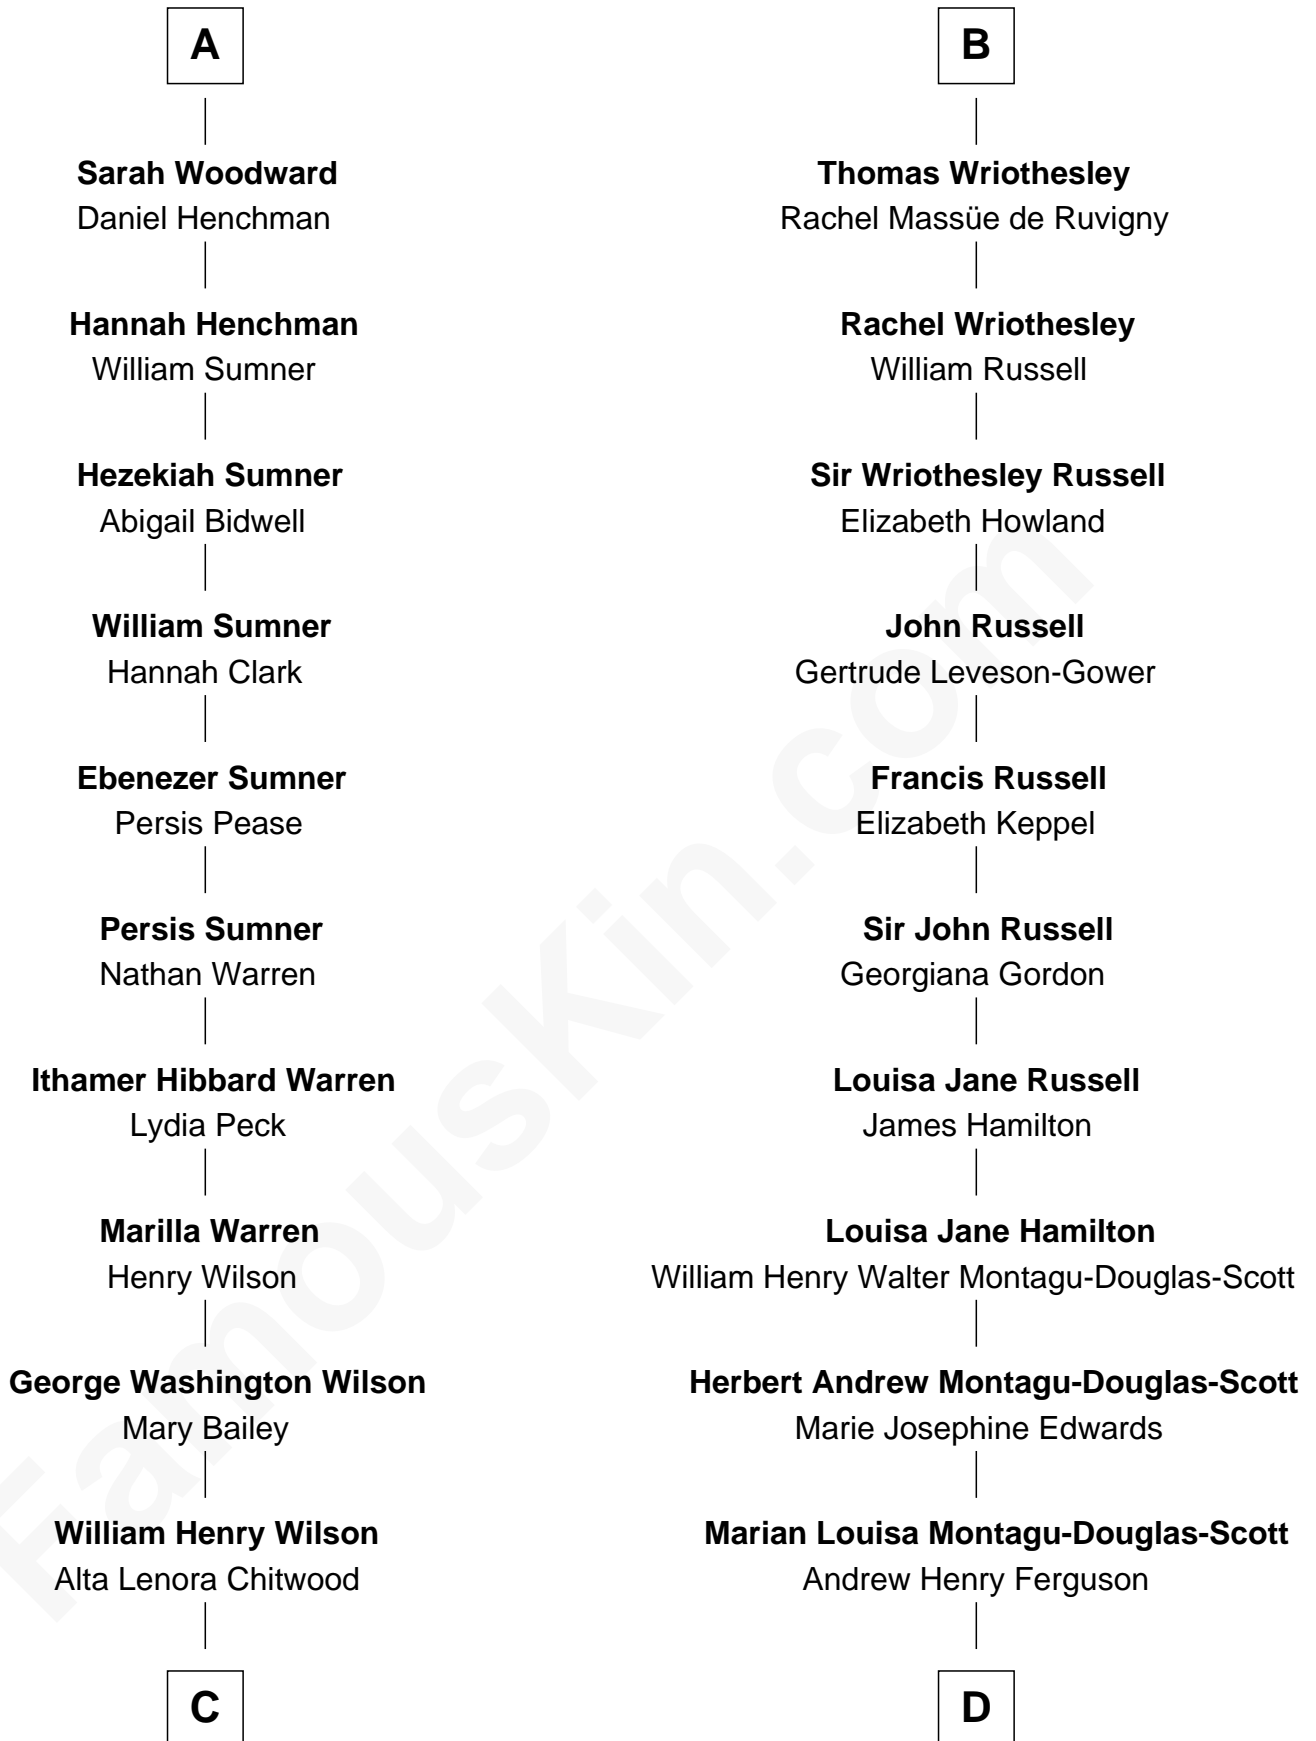 A
Sarah Woodward
Daniel Henchman
Hannah Henchman
William Sumner
Hezekiah Sumner
Abigail Bidwell
William Sumner
Hannah Clark
Ebenezer Sumner
Persis Pease
Persis Sumner
Nathan Warren
Ithamer Hibbard Warren
Lydia Peck
Marilla Warren
Henry Wilson
George Washington Wilson
Mary Bailey
William Henry Wilson
Alta Lenora Chitwood
C
B
Thomas Wriothesley
Rachel Massüe de Ruvigny
Rachel Wriothesley
William Russell
Sir Wriothesley Russell
Elizabeth Howland
John Russell
Gertrude Leveson-Gower
Francis Russell
Elizabeth Keppel
Sir John Russell
Georgiana Gordon
Louisa Jane Russell
James Hamilton
Louisa Jane Hamilton
William Henry Walter Montagu-Douglas-Scott
Herbert Andrew Montagu-Douglas-Scott
Marie Josephine Edwards
Marian Louisa Montagu-Douglas-Scott
Andrew Henry Ferguson
D
FamousKin.com